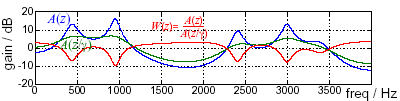 20
10
0
-10
-20
gain / dB
A(z)
A(z/γ)
W(z)= A(z)
A(z/γ)
0
500
1000
1500
2000
2500
3000
3500
freq / Hz